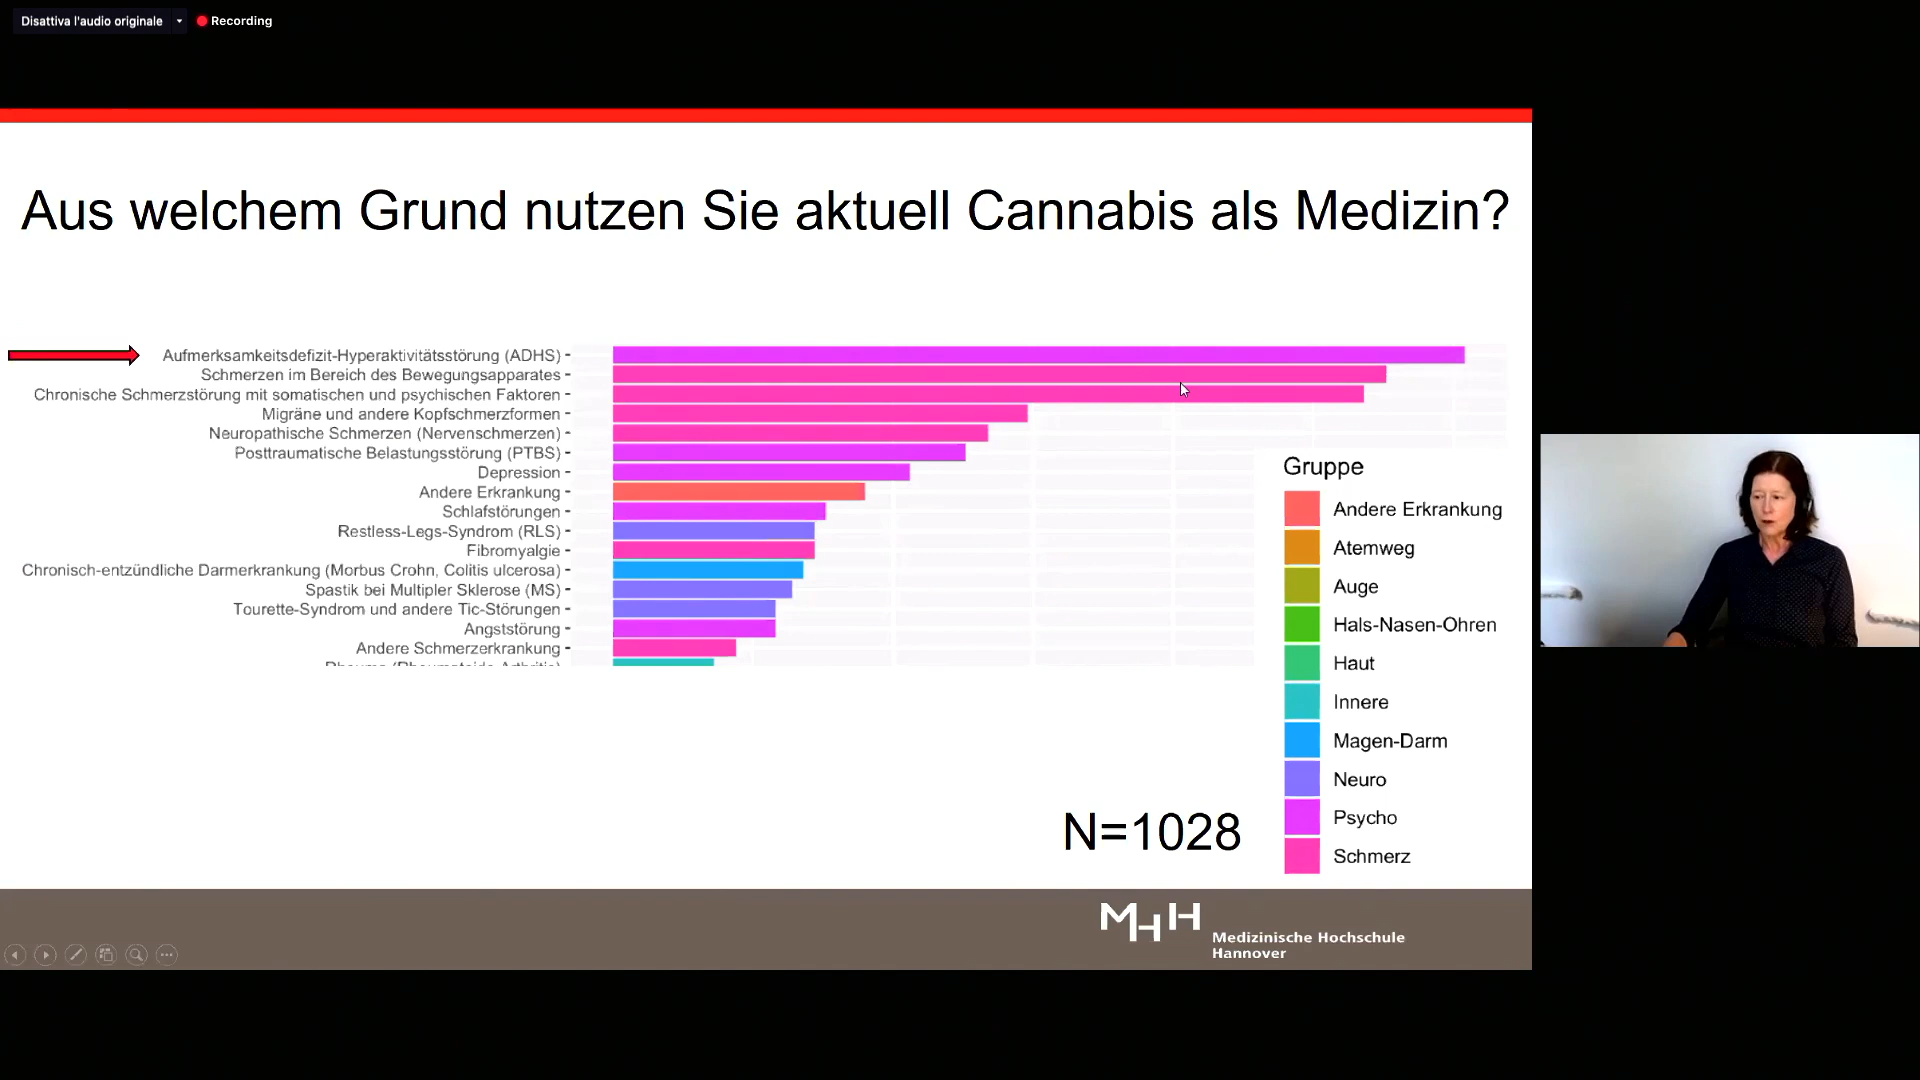 Disattiva l'audio originale
Recording
Aus welchem Grund nutzen Sie aktuell Cannabis als Medizin?
Aufmerksamkeitsdefizit-Hyperaktivitätsstörung (ADHS)
Schmerzen im Bereich des Bewegungsapparates
Chronische Schmerzstörung mit somatischen und psychischen Faktoren
Migräne und andere Kopfschmerzformen
Neuropathische Schmerzen (Nervenschmerzen)
Posttraumatische Belastungsstörung (PTBS)
Depression
Andere Erkrankung
Schlafstörungen
Restless-Legs-Syndrom (RLS)
Fibromyalgie
Chronisch-entzündliche Darmerkrankung (Morbus Crohn, Colitis ulcerosa)
Spastik bei Multipler Sklerose (MS)
Tourette-Syndrom und andere Tic-Störungen
Angststörung
Andere Schmerzerkrankung
Gruppe
Andere Erkrankung
Atemweg
Auge
Hals-Nasen-Ohren
Haut
Innere
Magen-Darm
Neuro
Psycho
Schmerz
N=1028
MHH
Medizinische Hochschule
Hannover